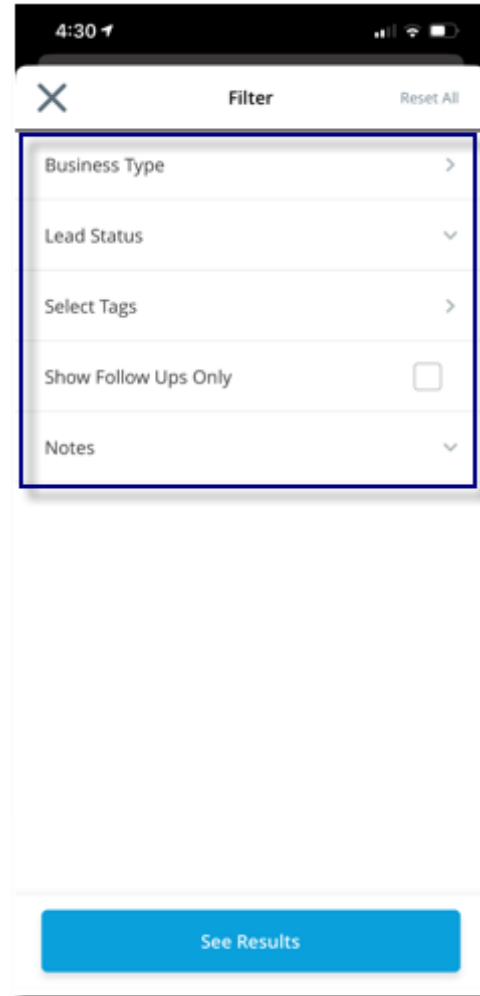 4:30
Filter
Reset All
Business Type
Lead Status
Select Tags
Show Follow Ups Only
Notes
See Results